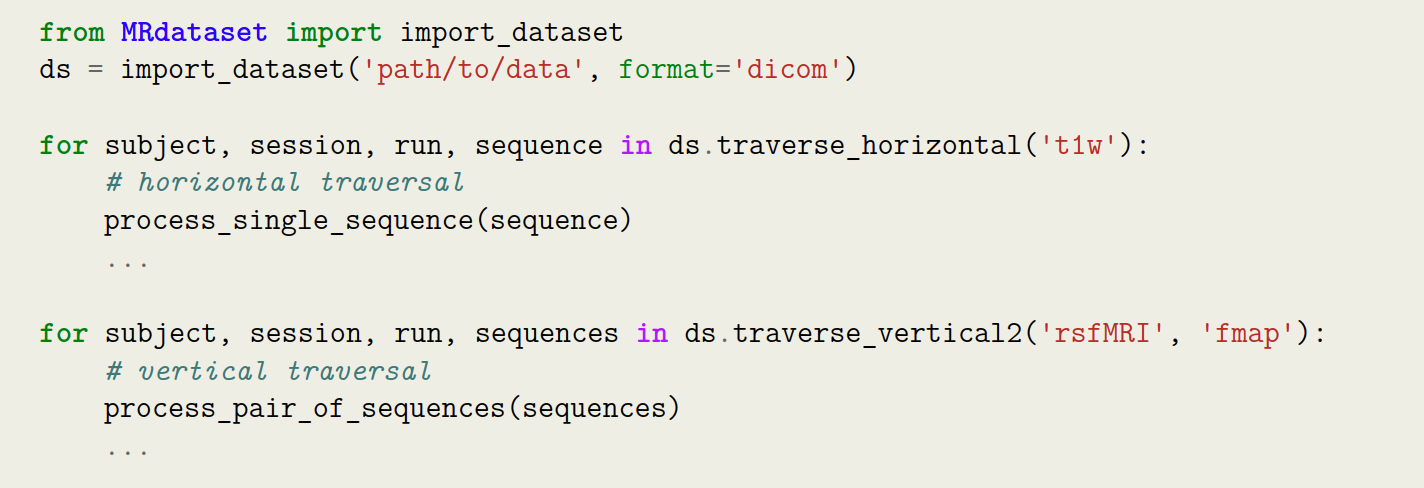 from MRdataset import import_dataset
ds = import_dataset('path/to/data', format='dicom')

for subject, session, run, sequence in ds.traverse_horizontal('t1w'):
    # horizontal traversal
    process_single_sequence(sequence)
    ...

for subject, session, run, sequences in ds.traverse_vertical2('rsfMRI', 'fmap'):
    # vertical traversal
    process_pair_of_sequences(sequences)
    ...